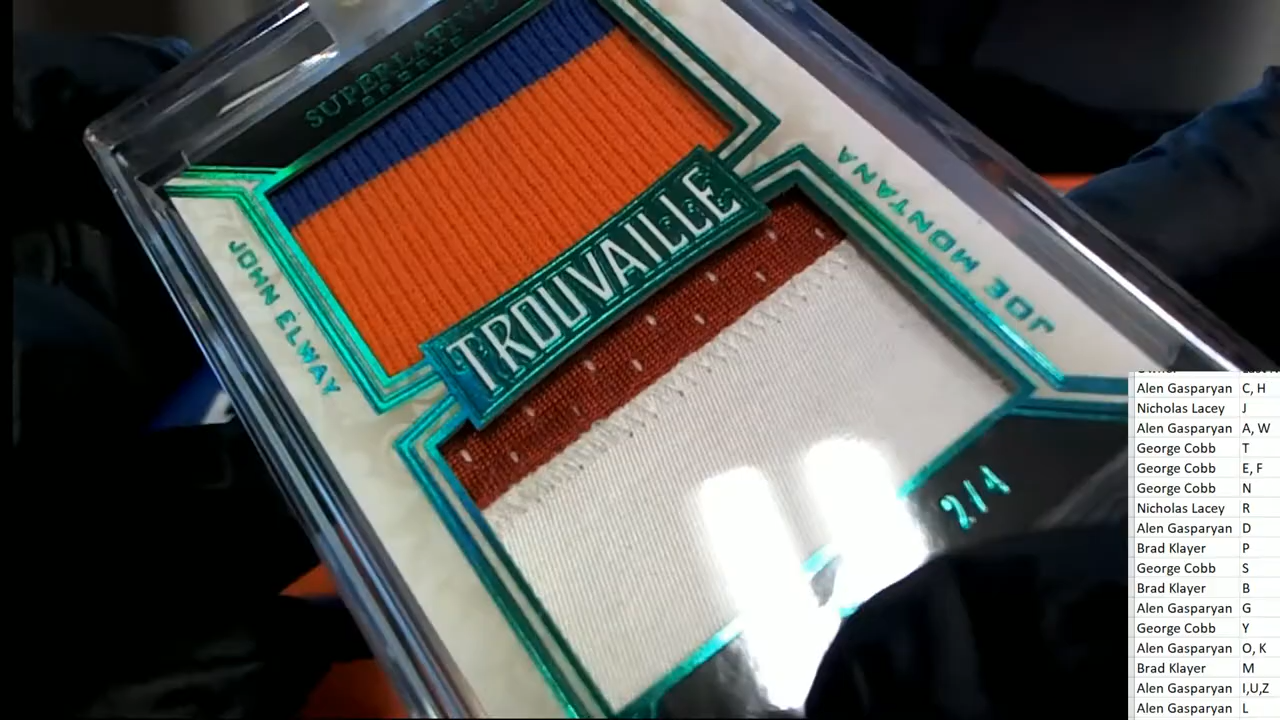 SUPERLATIVE
SPORTS
JOHN ELWAY
TROUVAILLE
JOE MONTANA
2/4
Alen Gasparyan C, H
Nicholas Lacey J
Alen Gasparyan A, W
George Cobb T
George Cobb E, F
George Cobb N
Nicholas Lacey R
Alen Gasparyan D
Brad Klayer P
George Cobb S
Brad Klayer B
Alen Gasparyan G
George Cobb Y
Alen Gasparyan O, K
Brad Klayer M
Alen Gasparyan I,U,Z
Alen Gasparyan L